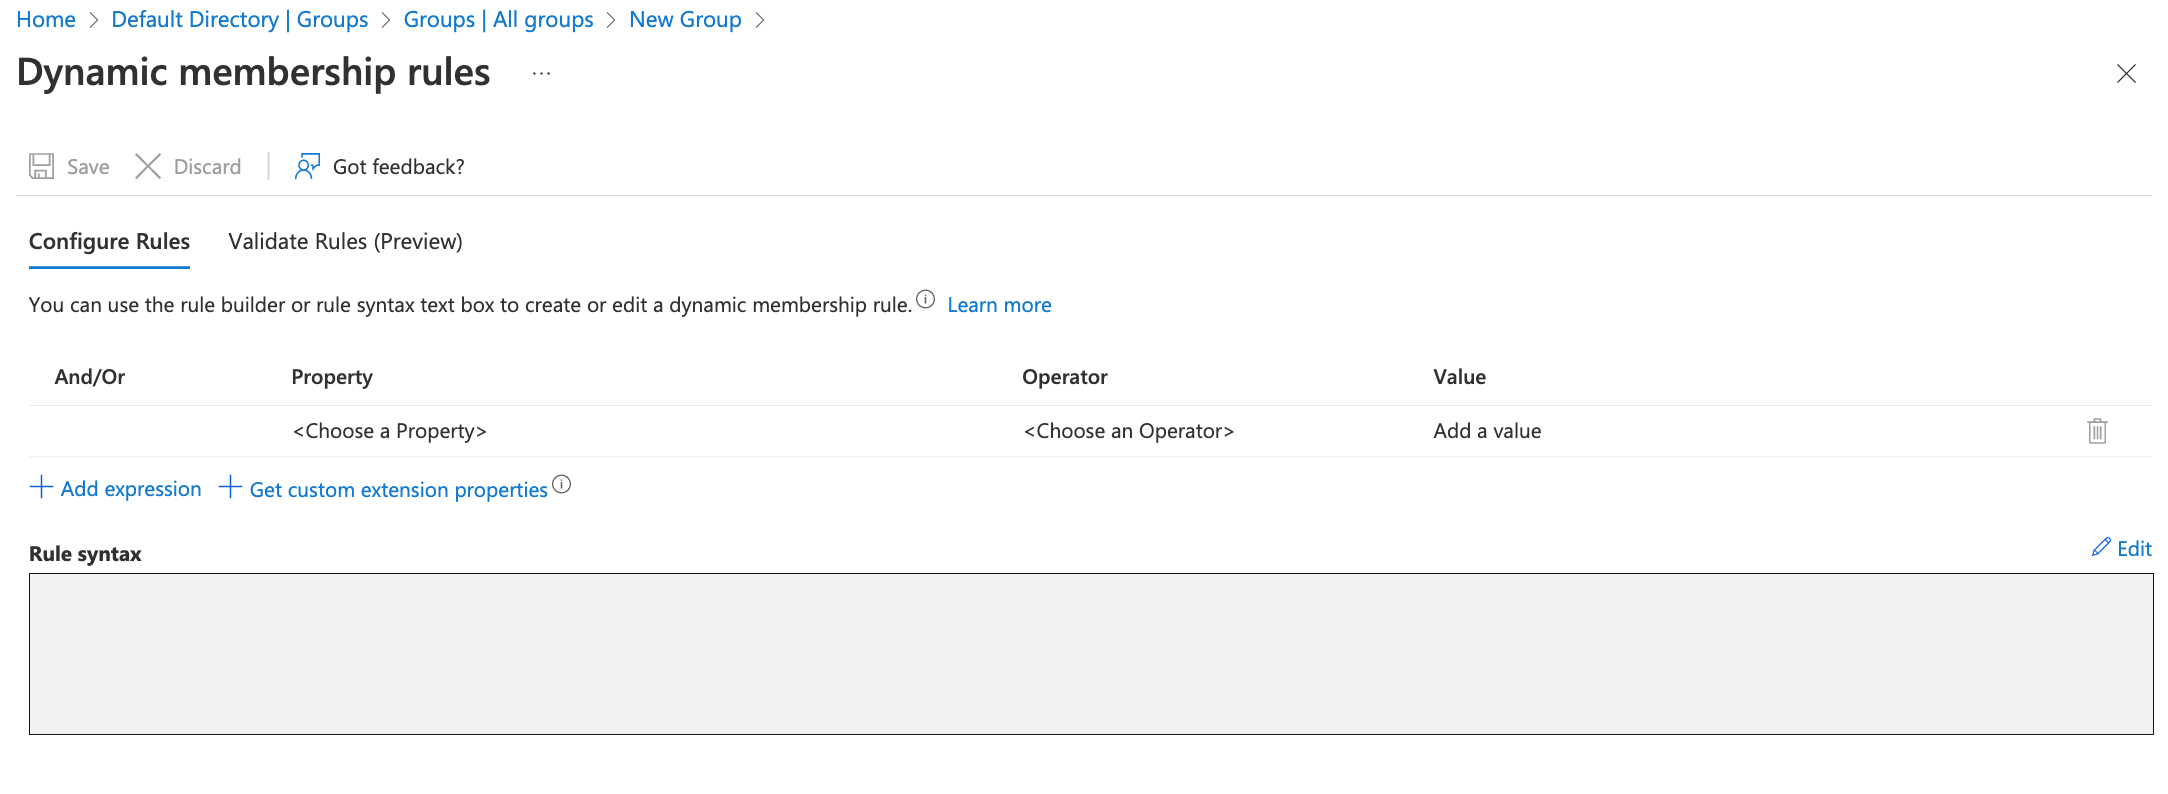 Home > Default Directory | Groups > Groups | All groups > New Group >
Dynamic membership rules ...
Save Discard | Got feedback?
Configure Rules Validate Rules (Preview)
You can use the rule builder or rule syntax text box to create or edit a dynamic membership rule. Learn more
And/Or Property Operator Value
<Choose a Property> <Choose an Operator> Add a value
+ Add expression + Get custom extension properties
Rule syntax Edit